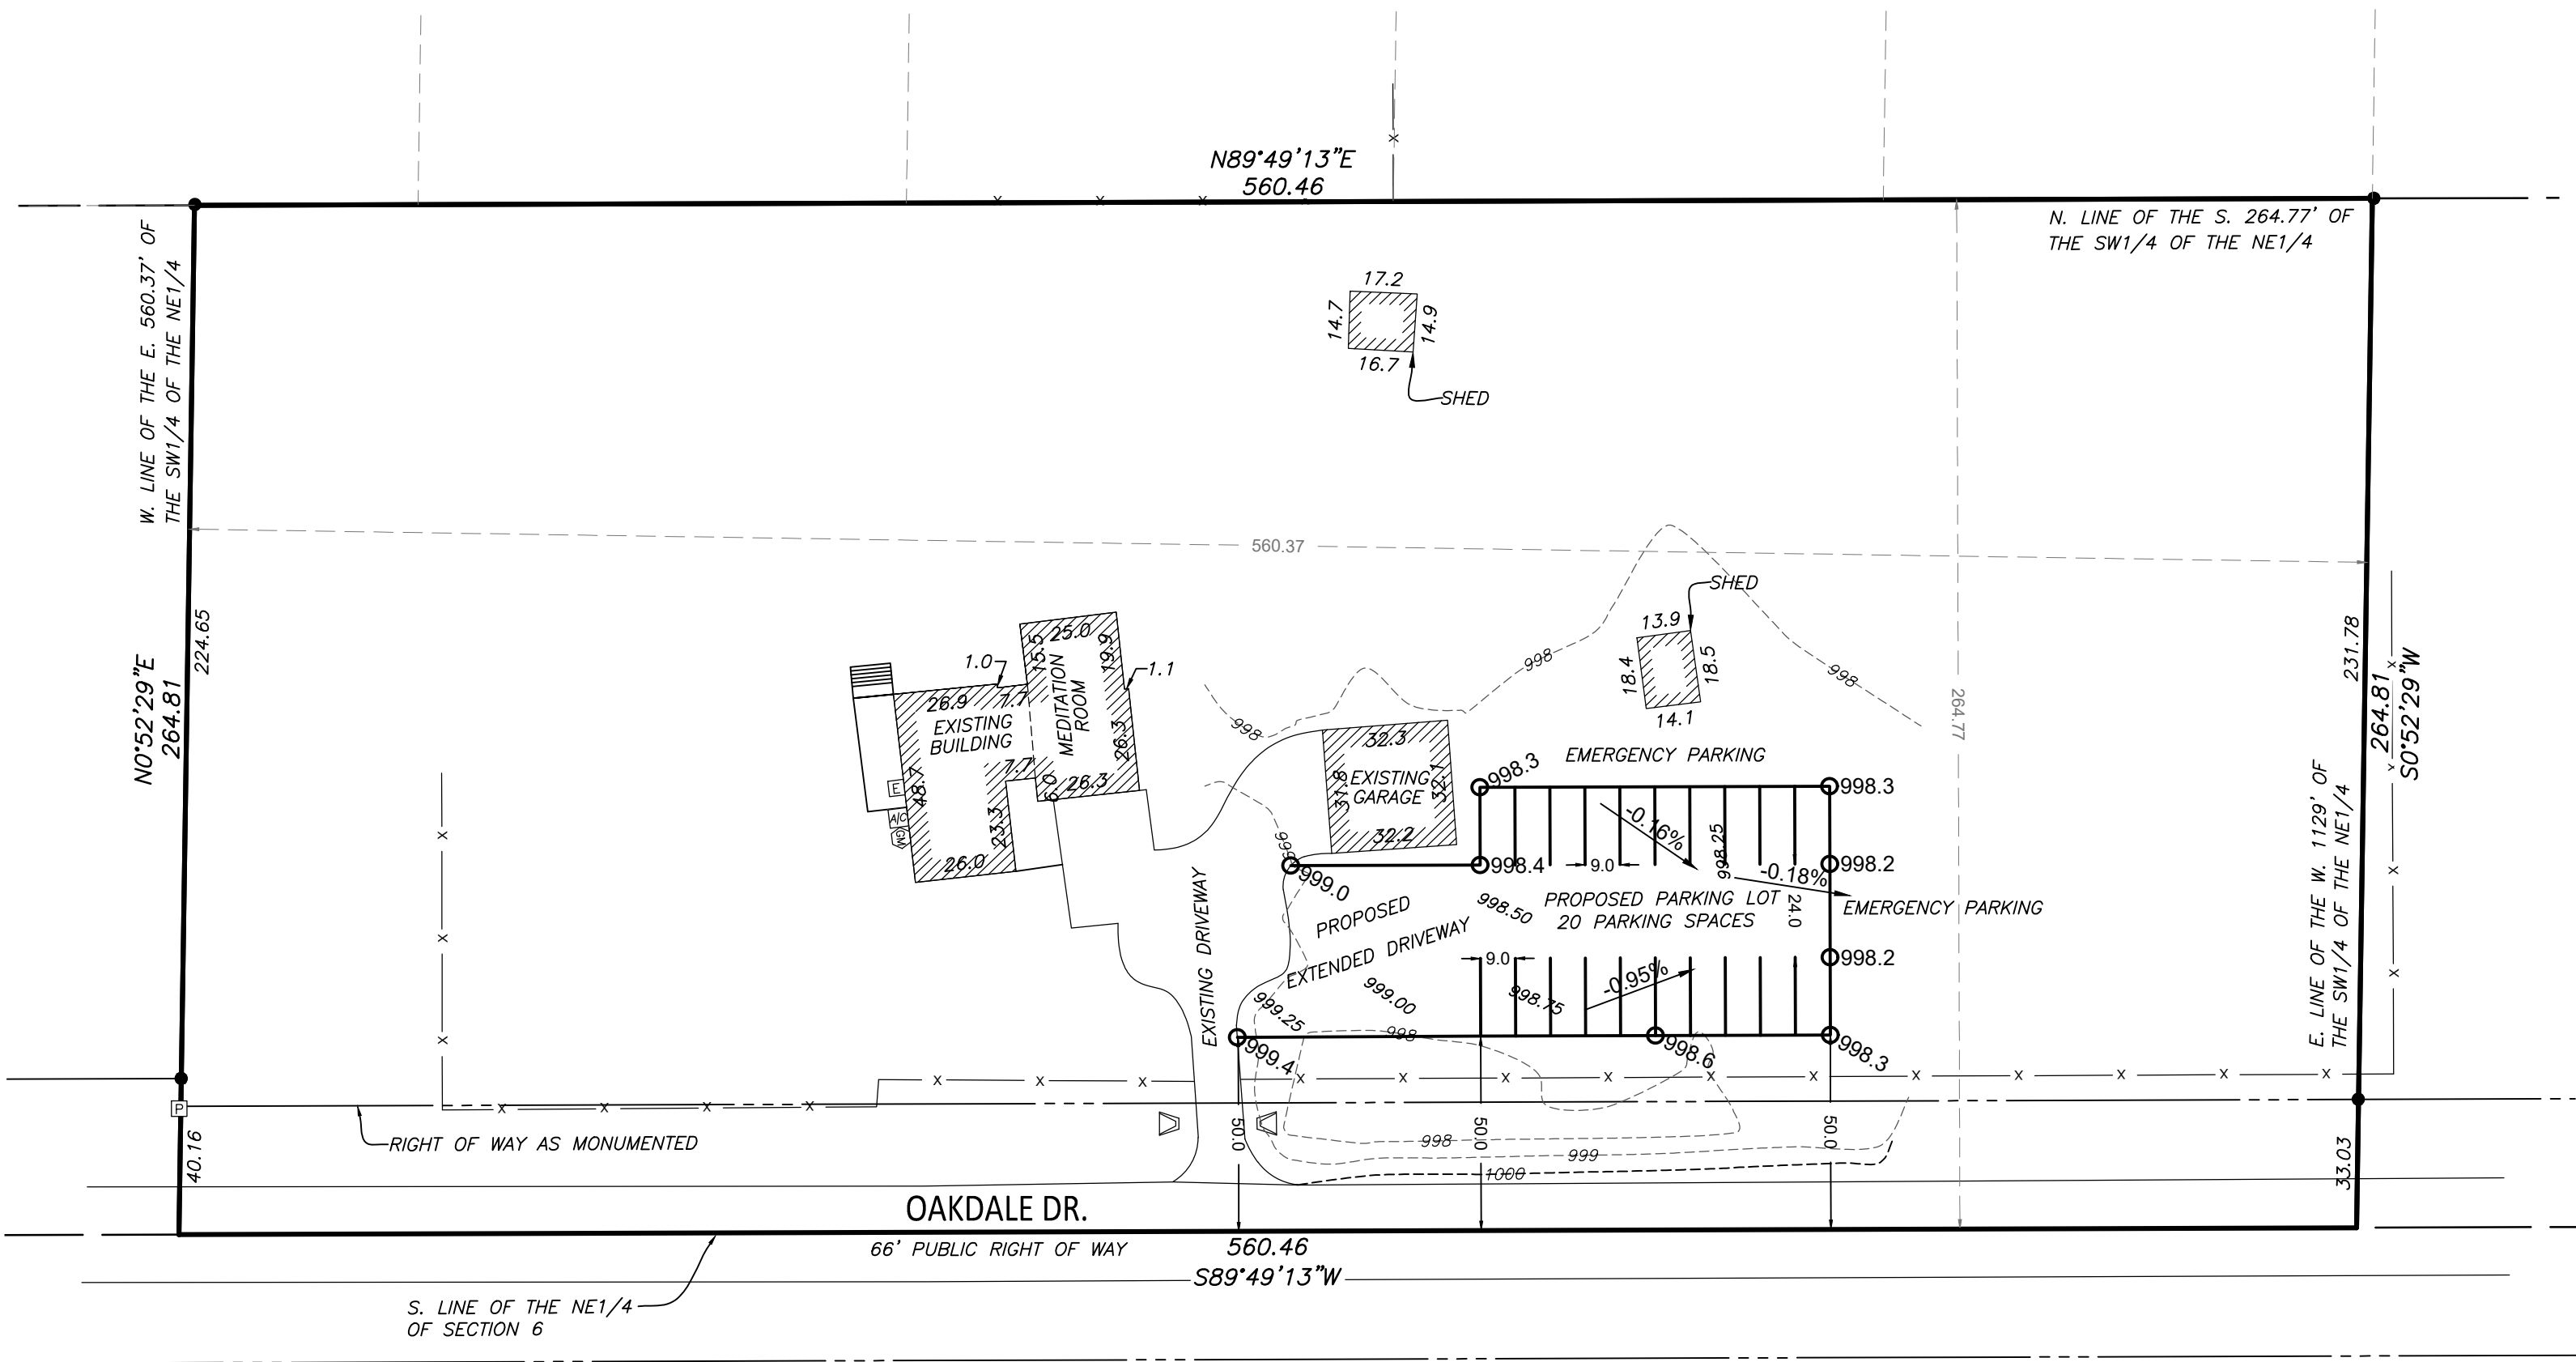 N89°49'13"E
560.46
N. LINE OF THE S. 264.77' OF
THE SW1/4 OF THE NE1/4
W. LINE OF THE E. 560.37' OF
THE SW1/4 OF THE NE1/4
17.2
14.7
14.9
16.7
SHED
560.37
224.65
N0°52'29"E
264.81
231.78
264.81
S0°52'29"W
264.77
SHED
13.9
18.4
18.5
14.1
998
998
998
1.0
15.5
25.0
19.9
1.1
26.9
7.7
EXISTING
BUILDING
MEDITATION
ROOM
26.3
7.7
6.0
26.3
48.7
23.3
26.0
E
A/C
GM
32.3
31.8
EXISTING
GARAGE
32.1
32.2
EMERGENCY PARKING
998.3
998.3
-0.16%
998.25
998.4
9.0
998.2
-0.18%
999
999.0
PROPOSED PARKING LOT
20 PARKING SPACES
24.0
EMERGENCY PARKING
998.50
PROPOSED
EXTENDED DRIVEWAY
EXISTING DRIVEWAY
9.0
998.2
-0.95%
998.75
999.00
999.25
998
999.4
998.6
998.3
E. LINE OF THE W. 1129' OF
THE SW1/4 OF THE NE1/4
P
RIGHT OF WAY AS MONUMENTED
40.16
50.0
50.0
50.0
998
999
1000
33.03
OAKDALE DR.
66' PUBLIC RIGHT OF WAY
560.46
S89°49'13"W
S. LINE OF THE NE1/4
OF SECTION 6